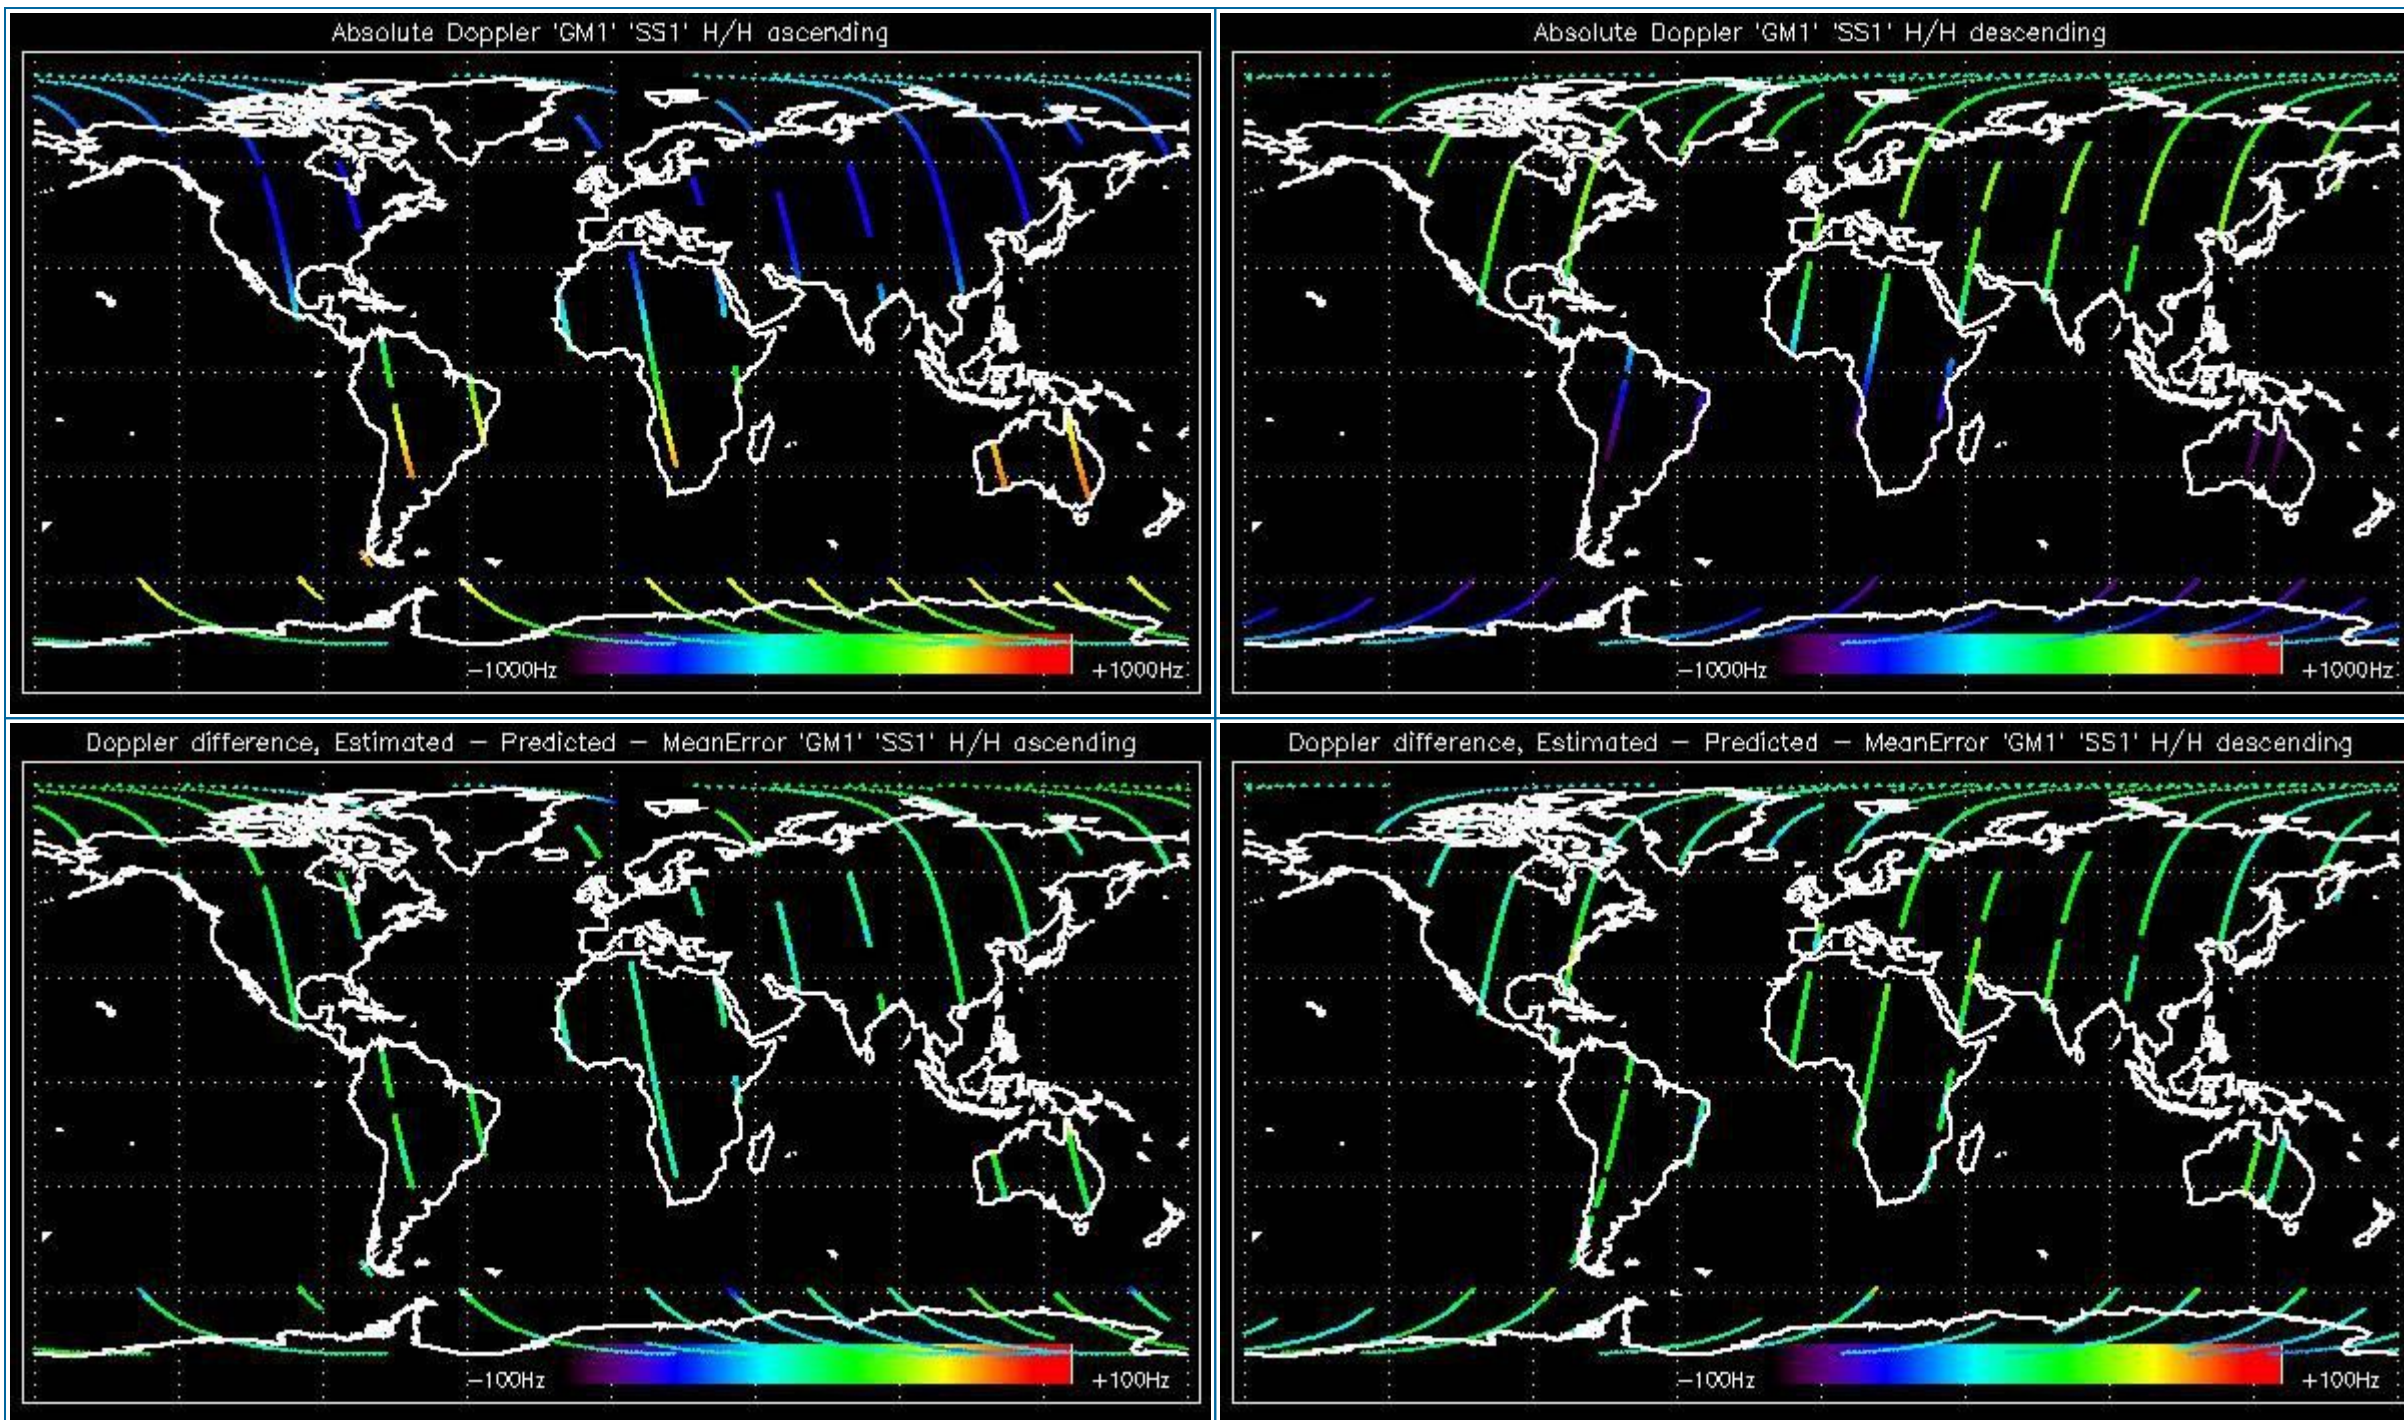 Absolute Doppler 'GM1' 'SS1' H/H ascending
−1000Hz
+1000Hz
Absolute Doppler 'GM1' 'SS1' H/H descending
−1000Hz
+1000Hz
Doppler difference, Estimated − Predicted − MeanError 'GM1' 'SS1' H/H ascending
−100Hz
+100Hz
Doppler difference, Estimated − Predicted − MeanError 'GM1' 'SS1' H/H descending
−100Hz
+100Hz